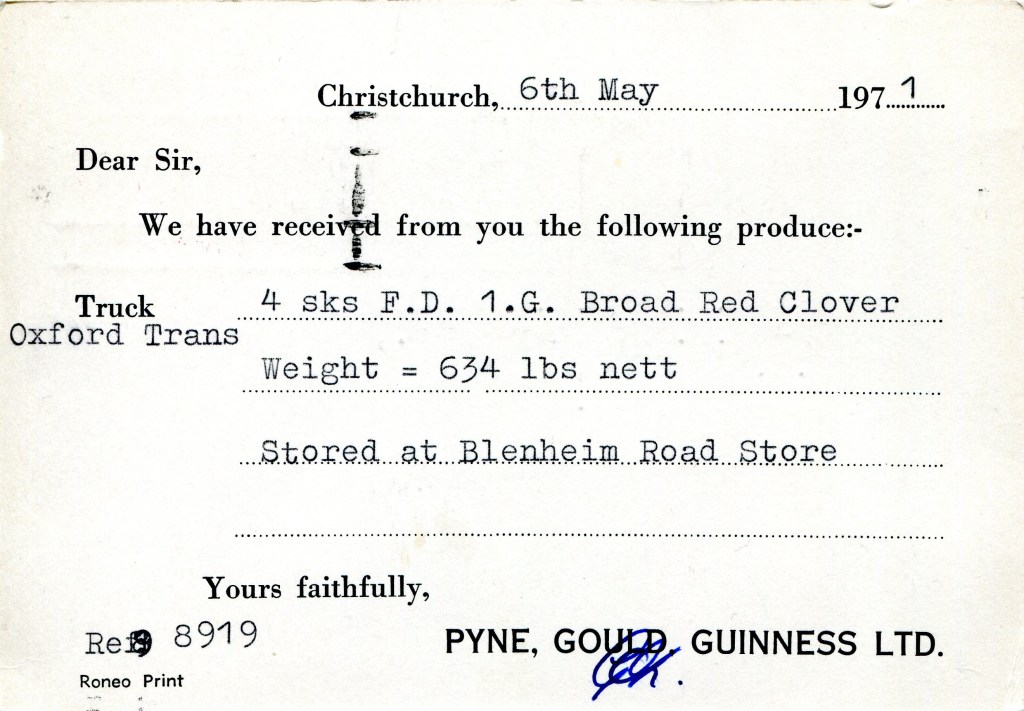 Christchurch, 6th May 1971
Dear Sir,
We have received from you the following produce:-
Truck 4 sks F.D. 1.G. Broad Red Clover
Oxford Trans
Weight = 634 lbs nett
Stored at Blenheim Road Store
Yours faithfully,
8919 PYNE, GOULD, GUINNESS LTD.
Roneo Print